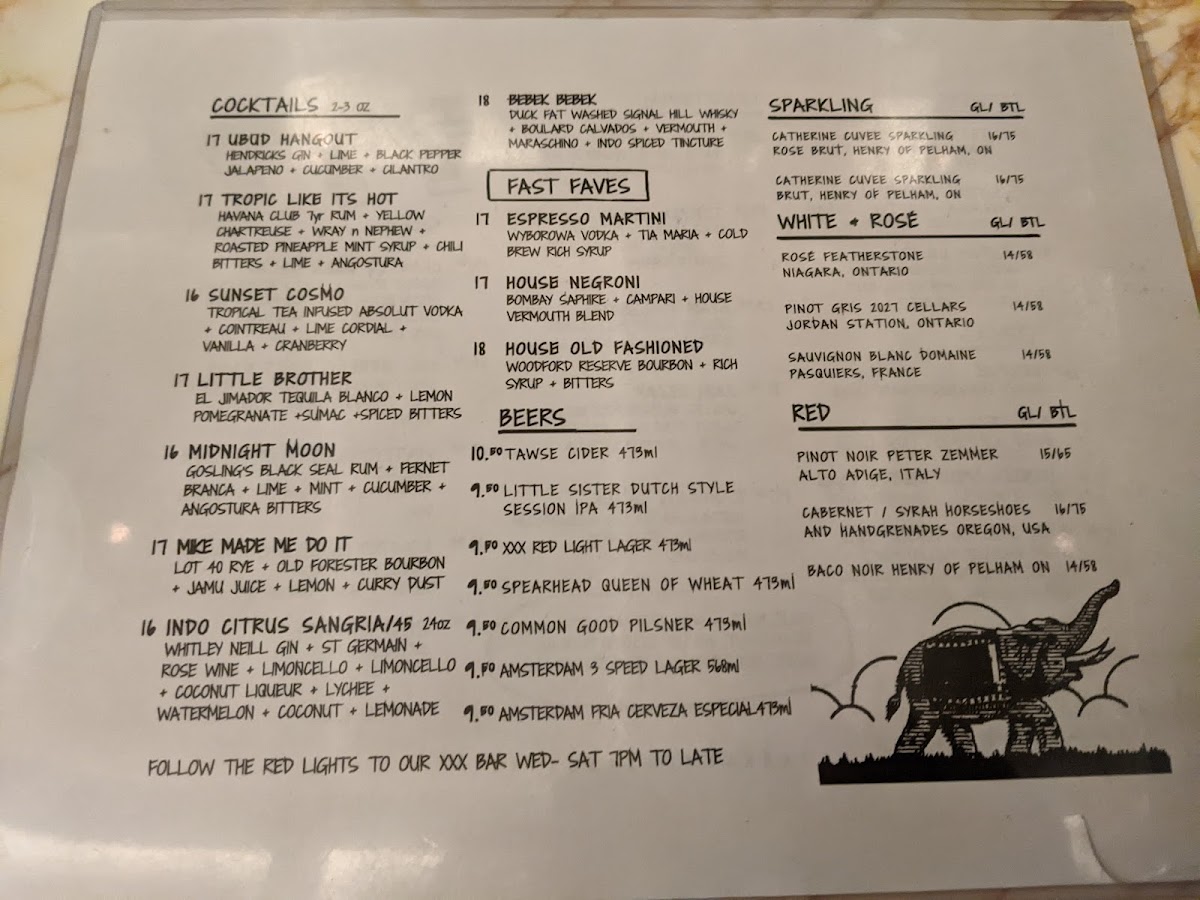 COCKTAILS 2-3 OZ
17 UBUD HANGOUT
HENDRICKS GIN + LIME + BLACK PEPPER
JALAPENO + CUCUMBER + CILANTRO
17 TROPIC LIKE ITS HOT
HAVANA CLUB 7yr RUM + YELLOW
CHARTREUSE + WRAY n NEPHEW +
ROASTED PINEAPPLE MINT SYRUP + CHILI
BITTERS + LIME + ANGOSTURA
16 SUNSET COSMO
TROPICAL TEA INFUSED ABSOLUT VODKA
+ COINTREAU + LIME CORDIAL +
VANILLA + CRANBERRY
17 LITTLE BROTHER
EL JIMADOR TEQUILA BLANCO + LEMON
POMEGRANATE +SUMAC +SPICED BITTERS
16 MIDNIGHT MOON
GOSLING'S BLACK SEAL RUM + FERNET
BRANCA + LIME + MINT + CUCUMBER +
ANGOSTURA BITTERS
17 MIKE MADE ME DO IT
LOT 40 RYE + OLD FORESTER BOURBON
+ JAMU JUICE + LEMON + CURRY DUST
16 INDO CITRUS SANGRIA/45 24oz
WHITLEY NEILL GIN + ST GERMAIN +
ROSE WINE + LIMONCELLO + LIMONCELLO
+ COCONUT LIQUEUR + LYCHEE +
WATERMELON + COCONUT + LEMONADE
18 BEBEK BEBEK
DUCK FAT WASHED SIGNAL HILL WHISKY
+ BOULARD CALVADOS + VERMOUTH +
MARASCHINO + INDO SPICED TINCTURE
FAST FAVES
17 ESPRESSO MARTINI
WYBOROWA VODKA + TIA MARIA + COLD
BREW RICH SYRUP
17 HOUSE NEGRONI
BOMBAY SAPHIRE + CAMPARI + HOUSE
VERMOUTH BLEND
18 HOUSE OLD FASHIONED
WOODFORD RESERVE BOURBON + RICH
SYRUP + BITTERS
BEERS
10.50 TAWSE CIDER 473ml
9.50 LITTLE SISTER DUTCH STYLE
SESSION IPA 473ml
9.50 XXX RED LIGHT LAGER 473ml
9.50 SPEARHEAD QUEEN OF WHEAT 473ml
9.50 COMMON GOOD PILSNER 473ml
9.50 AMSTERDAM 3 SPEED LAGER 568ml
9.50 AMSTERDAM FRIA CERVEZA ESPECIAL473ml
SPARKLING GL/ BTL
CATHERINE CUVEE SPARKLING 16/75
ROSE BRUT, HENRY OF PELHAM, ON
CATHERINE CUVEE SPARKLING 16/75
BRUT, HENRY OF PELHAM, ON
WHITE + ROSÉ GL/ BTL
ROSÉ FEATHERSTONE 14/58
NIAGARA, ONTARIO
PINOT GRIS 2027 CELLARS 14/58
JORDAN STATION, ONTARIO
SAUVIGNON BLANC DOMAINE 14/58
PASQUIERS, FRANCE
RED GL/ BTL
PINOT NOIR PETER ZEMMER 15/65
ALTO ADIGE, ITALY
CABERNET / SYRAH HORSESHOES 16/75
AND HANDGRENADES OREGON, USA
BACO NOIR HENRY OF PELHAM ON 14/58
FOLLOW THE RED LIGHTS TO OUR XXX BAR WED- SAT 7PM TO LATE